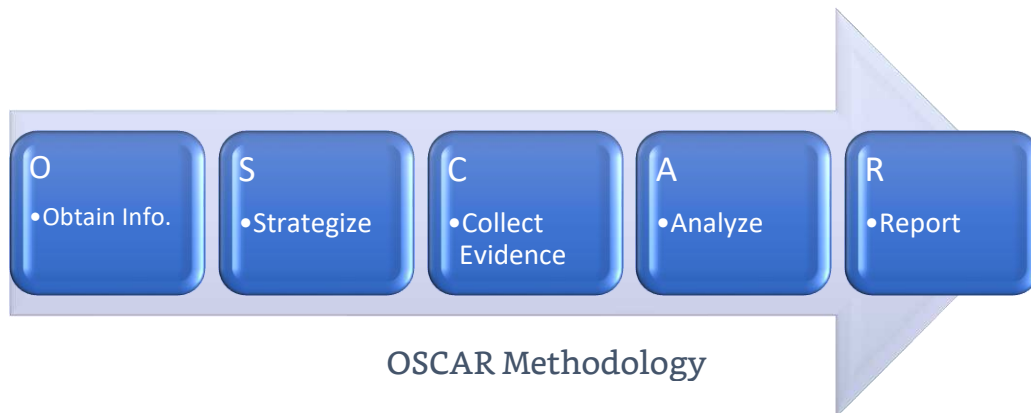 O
•Obtain Info.
S
•Strategize
C
•Collect
Evidence
A
•Analyze
R
•Report
OSCAR Methodology